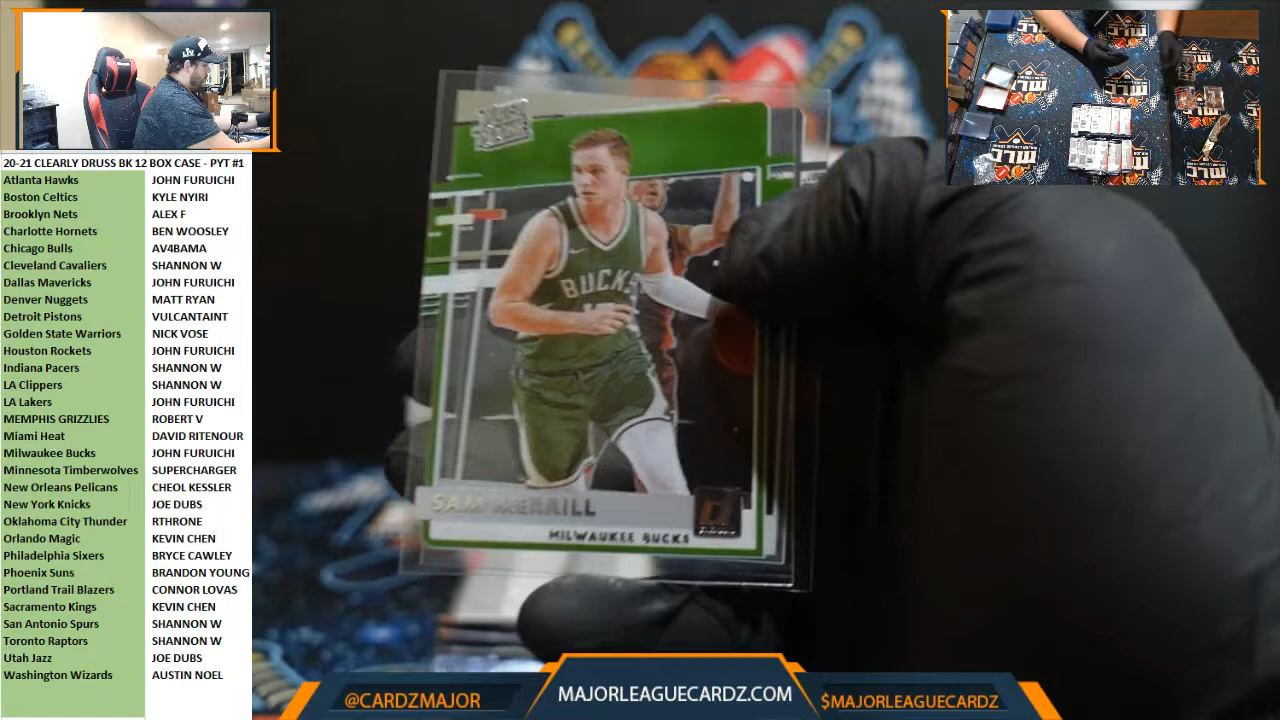 20-21 CLEARLY DRUSS BK 12 BOX CASE - PYT #1
Atlanta Hawks JOHN FURUICHI
Boston Celtics KYLE NYIRI
Brooklyn Nets ALEX F
Charlotte Hornets BEN WOOSLEY
Chicago Bulls AV4BAMA
Cleveland Cavaliers SHANNON W
Dallas Mavericks JOHN FURUICHI
Denver Nuggets MATT RYAN
Detroit Pistons VULCANTAINT
Golden State Warriors NICK VOSE
Houston Rockets JOHN FURUICHI
Indiana Pacers SHANNON W
LA Clippers SHANNON W
LA Lakers JOHN FURUICHI
MEMPHIS GRIZZLIES ROBERT V
Miami Heat DAVID RITENOUR
Milwaukee Bucks JOHN FURUICHI
Minnesota Timberwolves SUPERCHARGER
New Orleans Pelicans CHEOL KESSLER
New York Knicks JOE DUBS
Oklahoma City Thunder RTHRONE
Orlando Magic KEVIN CHEN
Philadelphia Sixers BRYCE CAWLEY
Phoenix Suns BRANDON YOUNG
Portland Trail Blazers CONNOR LOVAS
Sacramento Kings KEVIN CHEN
San Antonio Spurs SHANNON W
Toronto Raptors SHANNON W
Utah Jazz JOE DUBS
Washington Wizards AUSTIN NOEL
BUCKS
SAM MERRILL
MILWAUKEE BUCKS
MLC
@CARDZMAJOR
MAJORLEAGUECARDZ.COM
$MAJORLEAGUECARDZ